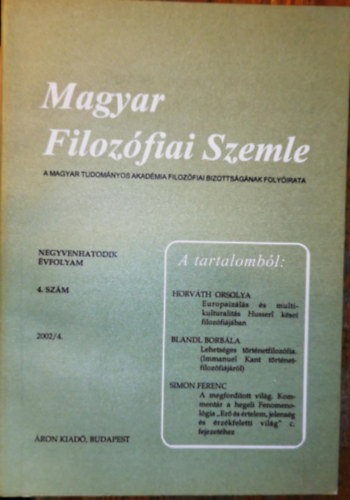 Magyar
Filozófiai Szemle
A MAGYAR TUDOMÁNYOS AKADÉMIA FILOZÓFIAI BIZOTTSÁGÁNAK FOLYÓIRATA
NEGYVENHATODIK
ÉVFOLYAM
4. SZÁM
2002/4.
ÁRON KIADÓ, BUDAPEST
A tartalomból:
HORVÁTH ORSOLYA
Europaizálás és multi-
kulturalitás Husserl kései
filozófiájában
BLANDL BORBÁLA
Lehetséges történetfilozófia.
(Immanuel Kant történet-
filozófiájáról)
SIMON FERENC
A megfordított világ. Kom-
mentár a hegeli Fenomeno-
lógia „Erő és értelem, jelenség
és érzékfeletti világ" c.
fejezetéhez